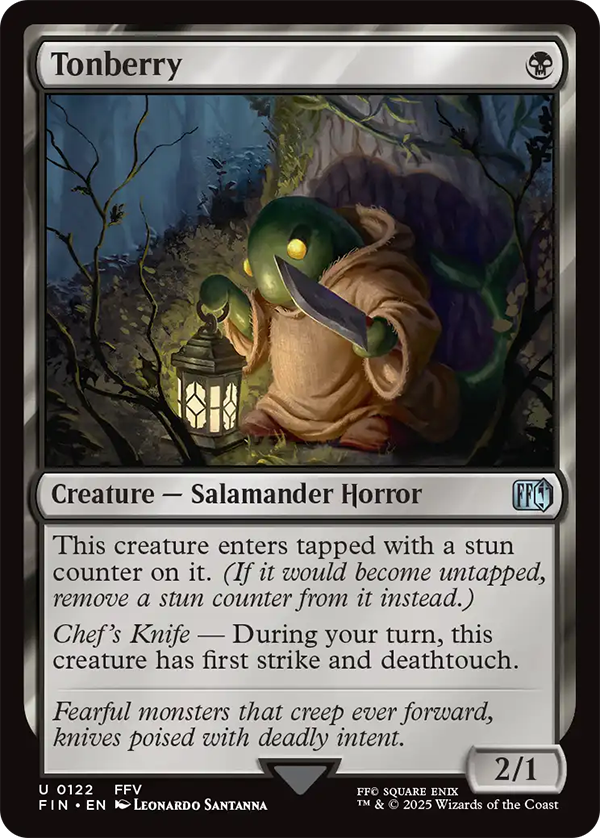 Tonberry
Creature — Salamander Horror
FF
This creature enters tapped with a stun
counter on it. (If it would become untapped,
remove a stun counter from it instead.)
Chef's Knife — During your turn, this
creature has first strike and deathtouch.
Fearful monsters that creep ever forward,
knives poised with deadly intent.
2/1
U 0122 FFV
FIN • EN Leonardo Santanna
FF© SQUARE ENIX
™ & © 2025 Wizards of the Coast